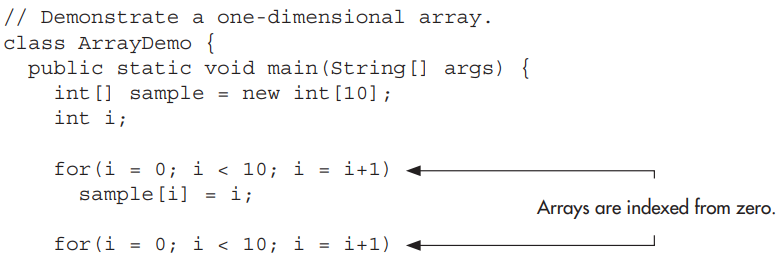 // Demonstrate a one-dimensional array.
class ArrayDemo {
  public static void main(String[] args) {
    int[] sample = new int[10];
    int i;

    for(i = 0; i < 10; i = i+1)
      sample[i] = i;
Arrays are indexed from zero.
    for(i = 0; i < 10; i = i+1)